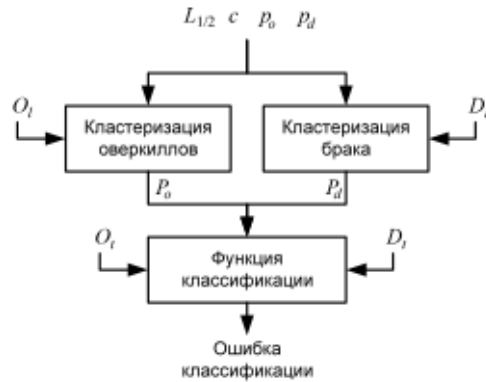 L1/2 c po pd
Ol
Кластеризация
оверкиллов
Кластеризация
брака
Dl
Po
Pd
Ot
Функция
классификации
Dt
Ошибка
классификации